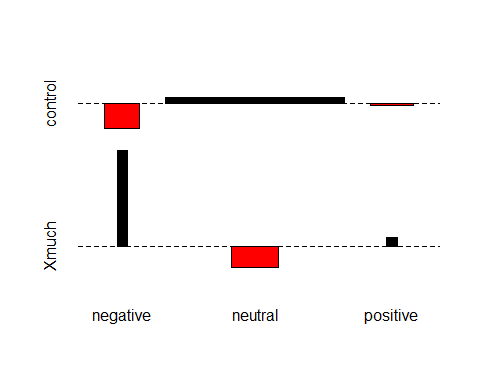 control
Xmuch
negative neutral positive